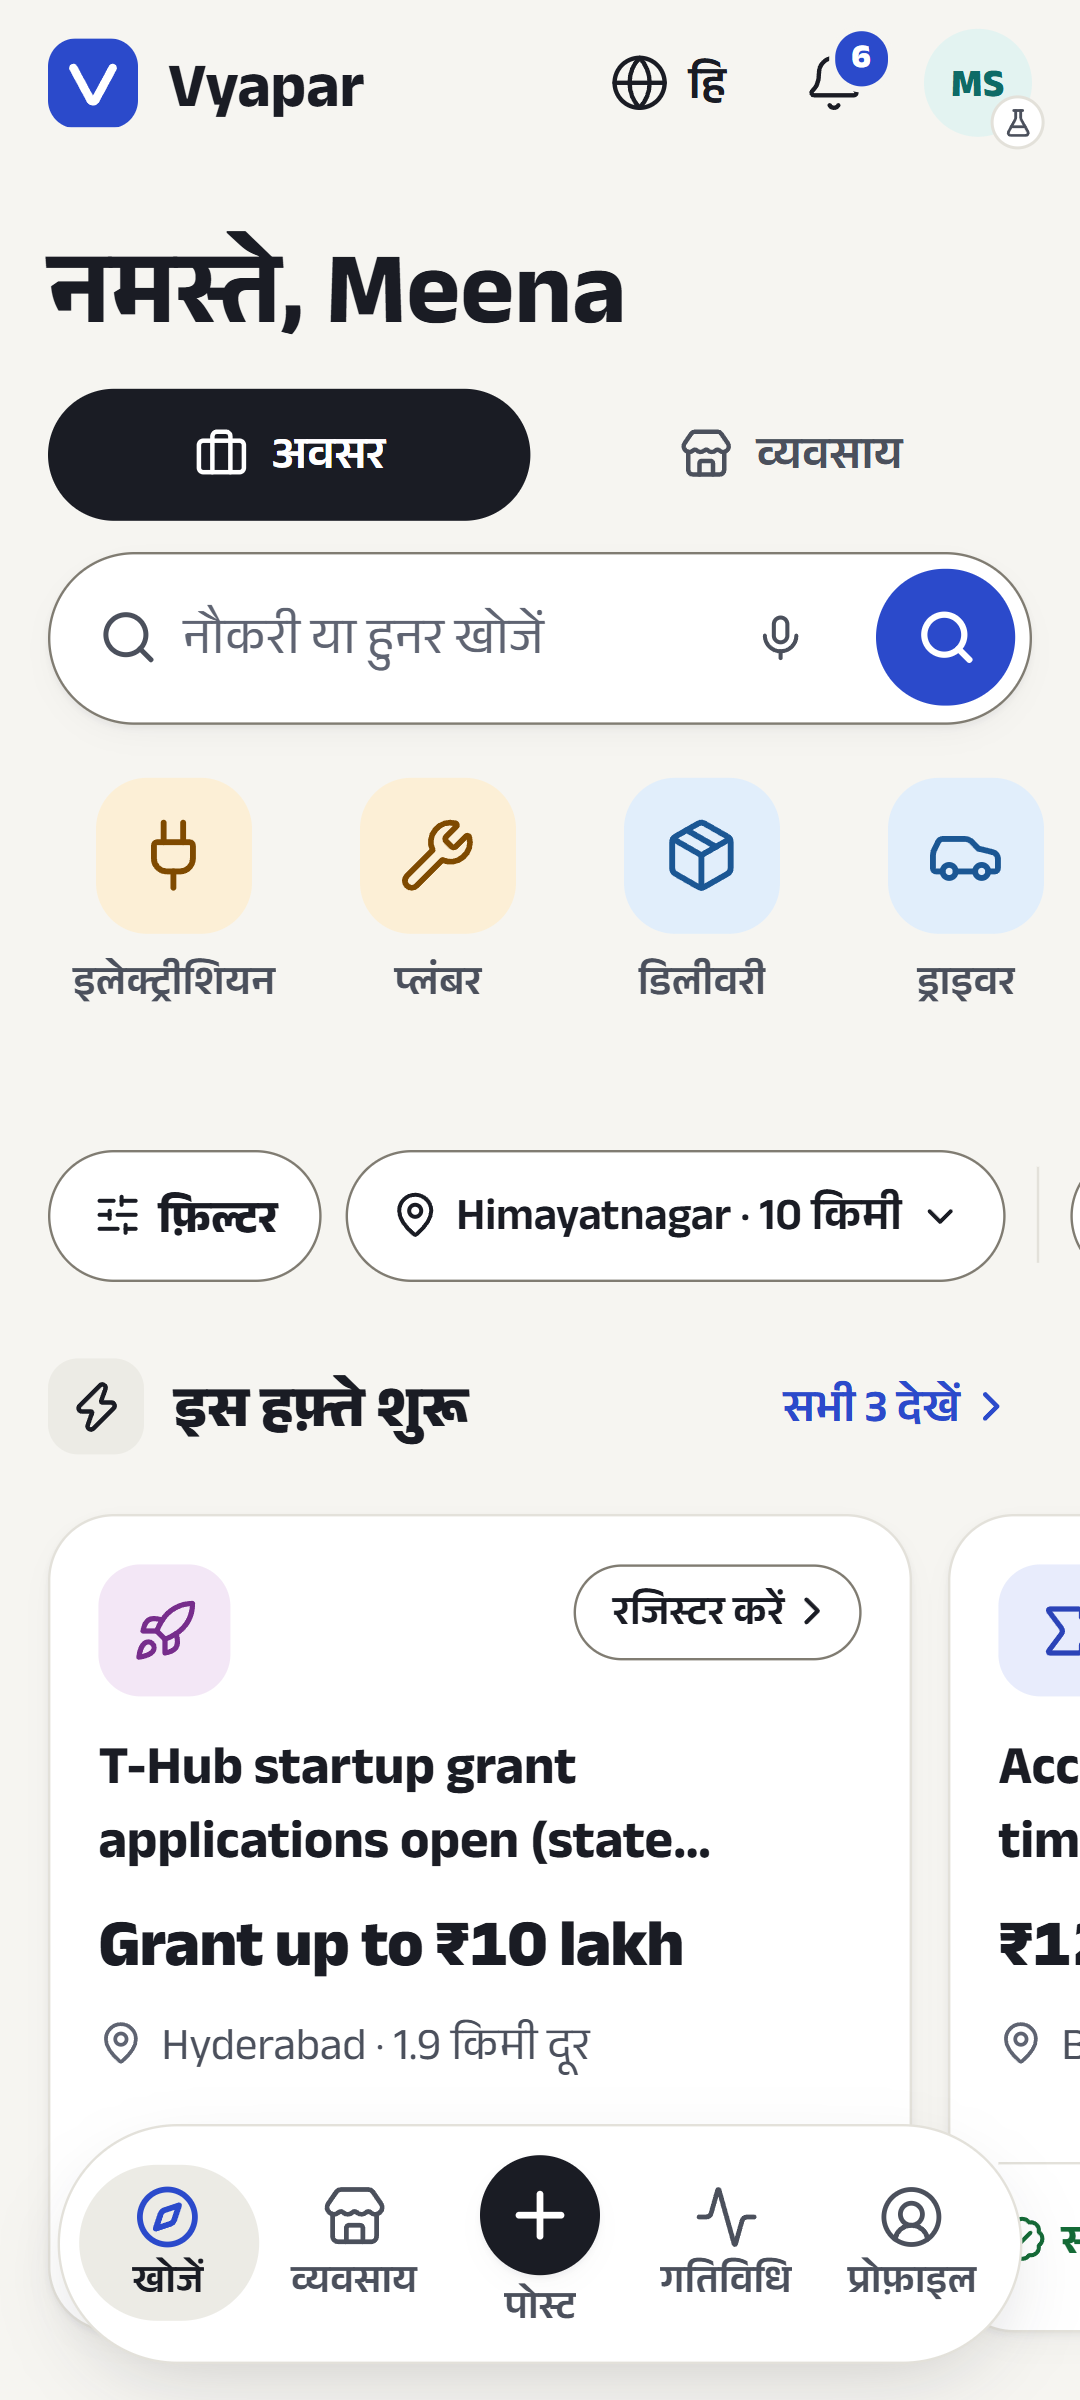 Vyapar
हि
6
MS
नमस्ते, Meena
अवसर
व्यवसाय
नौकरी या हुनर खोजें
इलेक्ट्रीशियन
प्लंबर
डिलीवरी
ड्राइवर
फ़िल्टर
Himayatnagar · 10 किमी
इस हफ़्ते शुरू
सभी 3 देखें
रजिस्टर करें
T-Hub startup grant
applications open (state...
Grant up to ₹10 lakh
Hyderabad · 1.9 किमी दूर
Acc
tim
₹12
खोजें
व्यवसाय
पोस्ट
गतिविधि
प्रोफ़ाइल